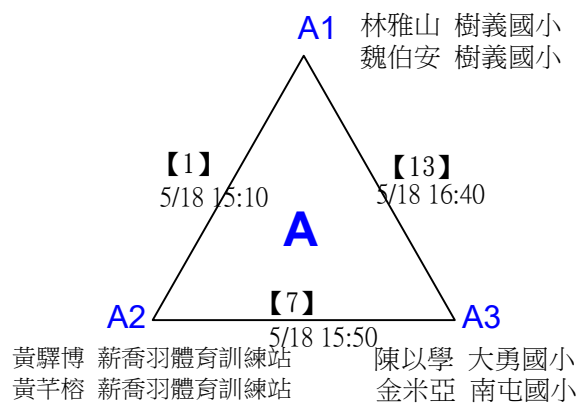 A1 林雅山 樹義國小
魏伯安 樹義國小
【1】
5/18 15:10
【13】
5/18 16:40
A
【7】
5/18 15:50
A2
A3
黃驛博 薪喬羽體育訓練站
黃芊榕 薪喬羽體育訓練站
陳以學 大勇國小
金米亞 南屯國小